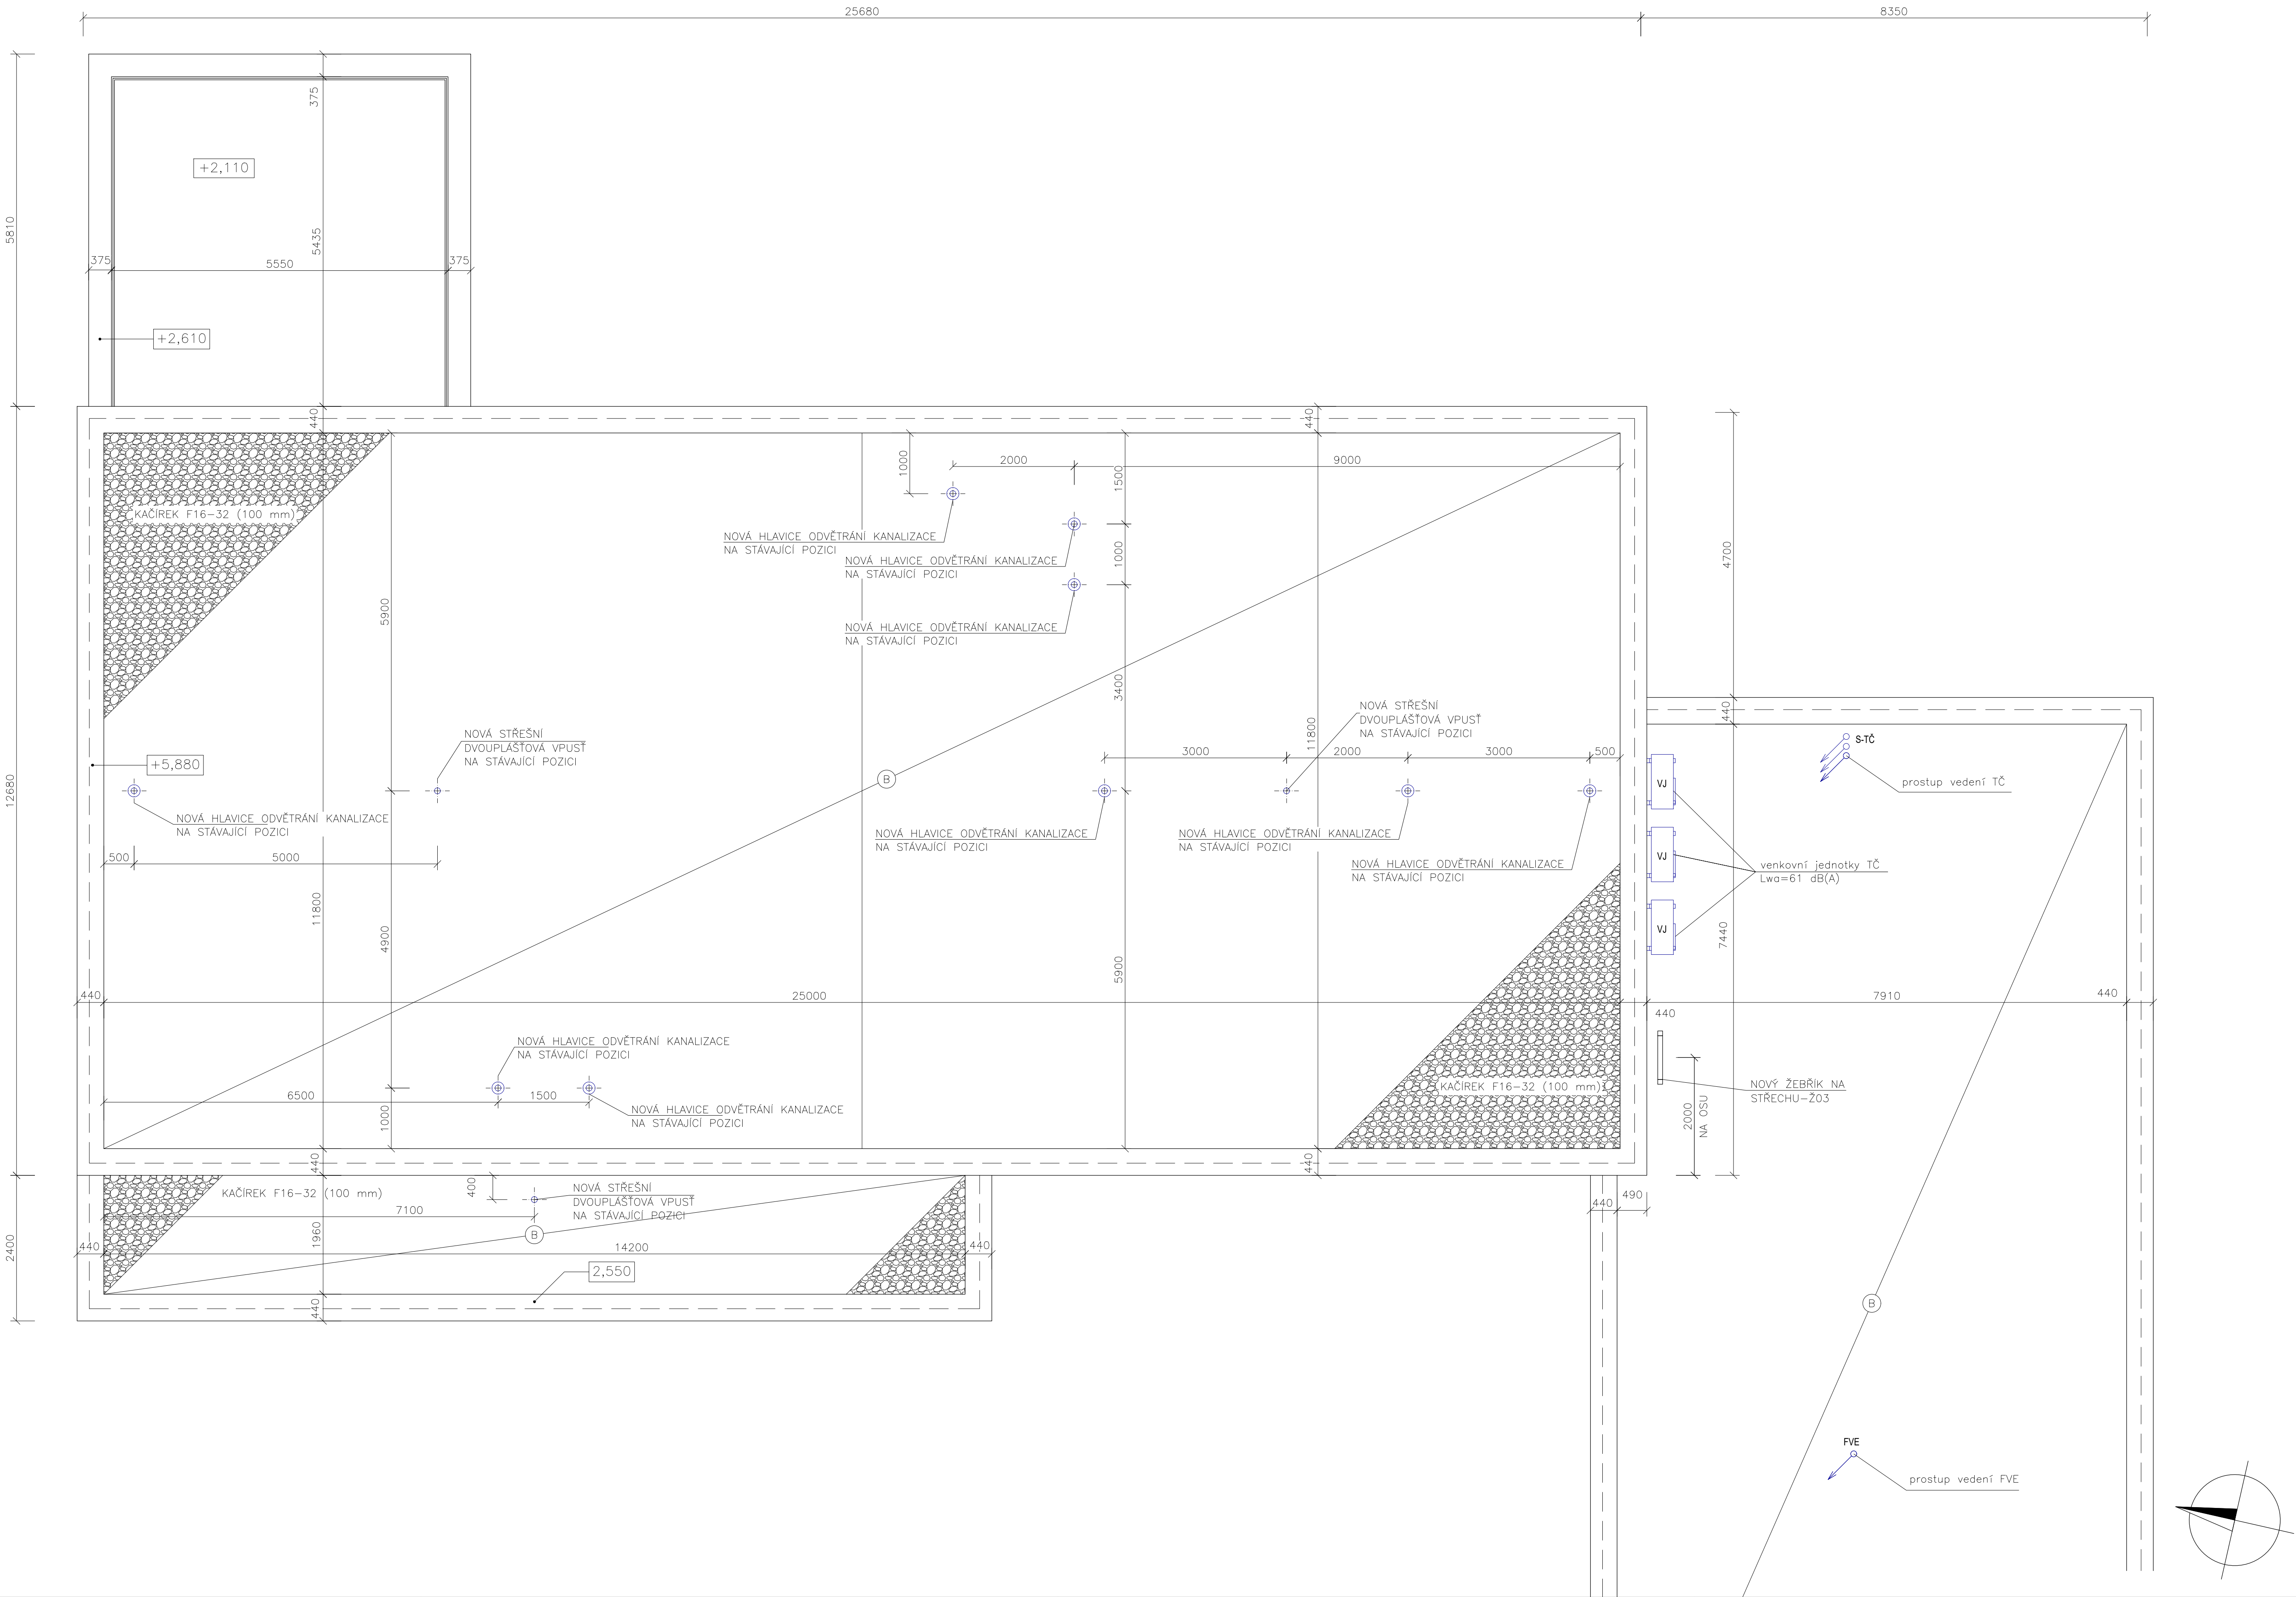 25680
8350
375
+2,110
5810
5435
375
5550
375
+2,610
440
440
1000
2000
9000
1500
KAČÍREK F16-32 (100 mm)
NOVÁ HLAVICE ODVĚTRÁNÍ KANALIZACE
NA STÁVAJÍCÍ POZICI
NOVÁ HLAVICE ODVĚTRÁNÍ KANALIZACE
NA STÁVAJÍCÍ POZICI
1000
4700
5900
NOVÁ HLAVICE ODVĚTRÁNÍ KANALIZACE
NA STÁVAJÍCÍ POZICI
3400
NOVÁ STŘEŠNÍ
DVOUPLÁŠŤOVÁ VPUSŤ
NA STÁVAJÍCÍ POZICI
440
NOVÁ STŘEŠNÍ
DVOUPLÁŠŤOVÁ VPUSŤ
NA STÁVAJÍCÍ POZICI
11800
3000
2000
3000
500
S-TČ
+5,880
B
VJ
prostup vedení TČ
12680
NOVÁ HLAVICE ODVĚTRÁNÍ KANALIZACE
NA STÁVAJÍCÍ POZICI
NOVÁ HLAVICE ODVĚTRÁNÍ KANALIZACE
NA STÁVAJÍCÍ POZICI
NOVÁ HLAVICE ODVĚTRÁNÍ KANALIZACE
NA STÁVAJÍCÍ POZICI
500
5000
NOVÁ HLAVICE ODVĚTRÁNÍ KANALIZACE
NA STÁVAJÍCÍ POZICI
VJ
venkovní jednotky TČ
Lwa=61 dB(A)
11800
4900
5900
VJ
7440
440
25000
7910
440
440
NOVÁ HLAVICE ODVĚTRÁNÍ KANALIZACE
NA STÁVAJÍCÍ POZICI
KAČÍREK F16-32 (100 mm)
NOVÝ ŽEBŘÍK NA
STŘECHU-Ž03
6500
1500
1000
NOVÁ HLAVICE ODVĚTRÁNÍ KANALIZACE
NA STÁVAJÍCÍ POZICI
2000
NA OSU
440
440
KAČÍREK F16-32 (100 mm)
400
NOVÁ STŘEŠNÍ
DVOUPLÁŠŤOVÁ VPUSŤ
NA STÁVAJÍCÍ POZICI
7100
440
490
2400
1960
B
440
14200
440
2,550
440
B
FVE
prostup vedení FVE